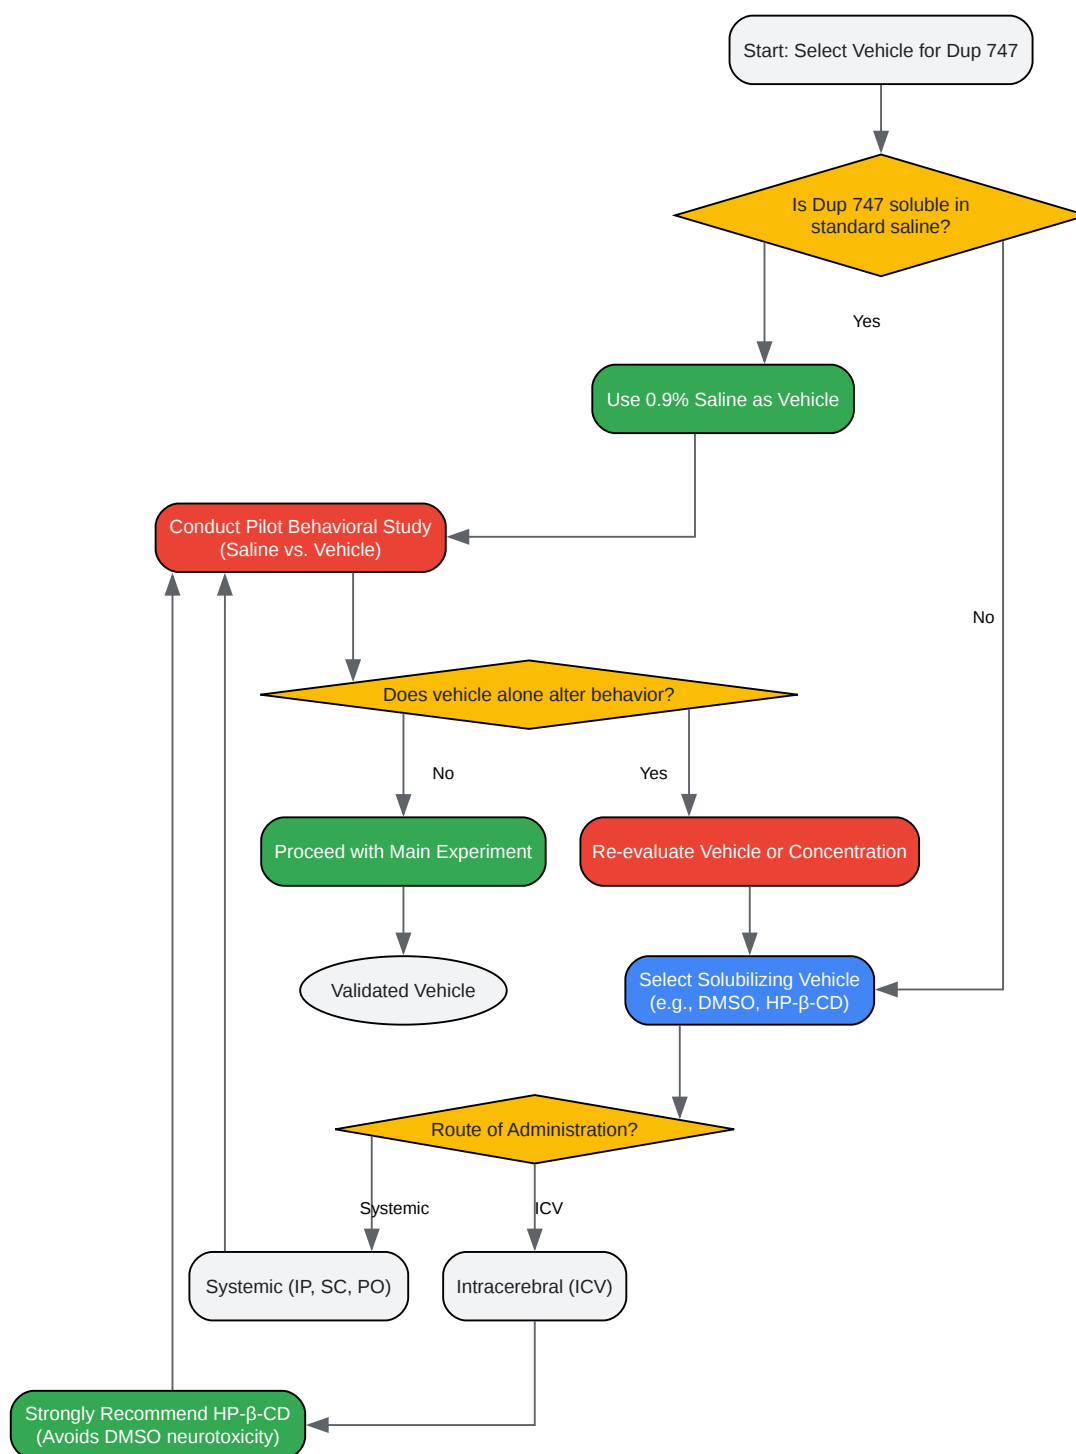 Start: Select Vehicle for Dup 747
Is Dup 747 soluble in
standard saline?
Yes
Use 0.9% Saline as Vehicle
Conduct Pilot Behavioral Study
(Saline vs. Vehicle)
No
Does vehicle alone alter behavior?
No
Yes
Proceed with Main Experiment
Re-evaluate Vehicle or Concentration
Validated Vehicle
Select Solubilizing Vehicle
(e.g., DMSO, HP-β-CD)
Route of Administration?
Systemic
ICV
Systemic (IP, SC, PO)
Intracerebral (ICV)
Strongly Recommend HP-β-CD
(Avoids DMSO neurotoxicity)